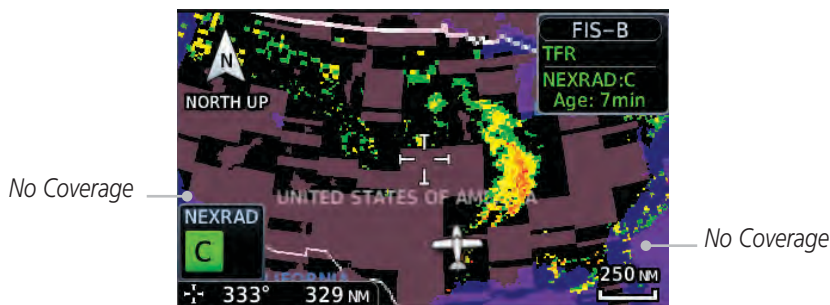 FIS-B
TFR
NEXRAD:C
Age: 7min
N
NORTH UP
No Coverage
UNITED STATES OF AMERICA
NEXRAD
C
No Coverage
250 NM
333° 329 NM